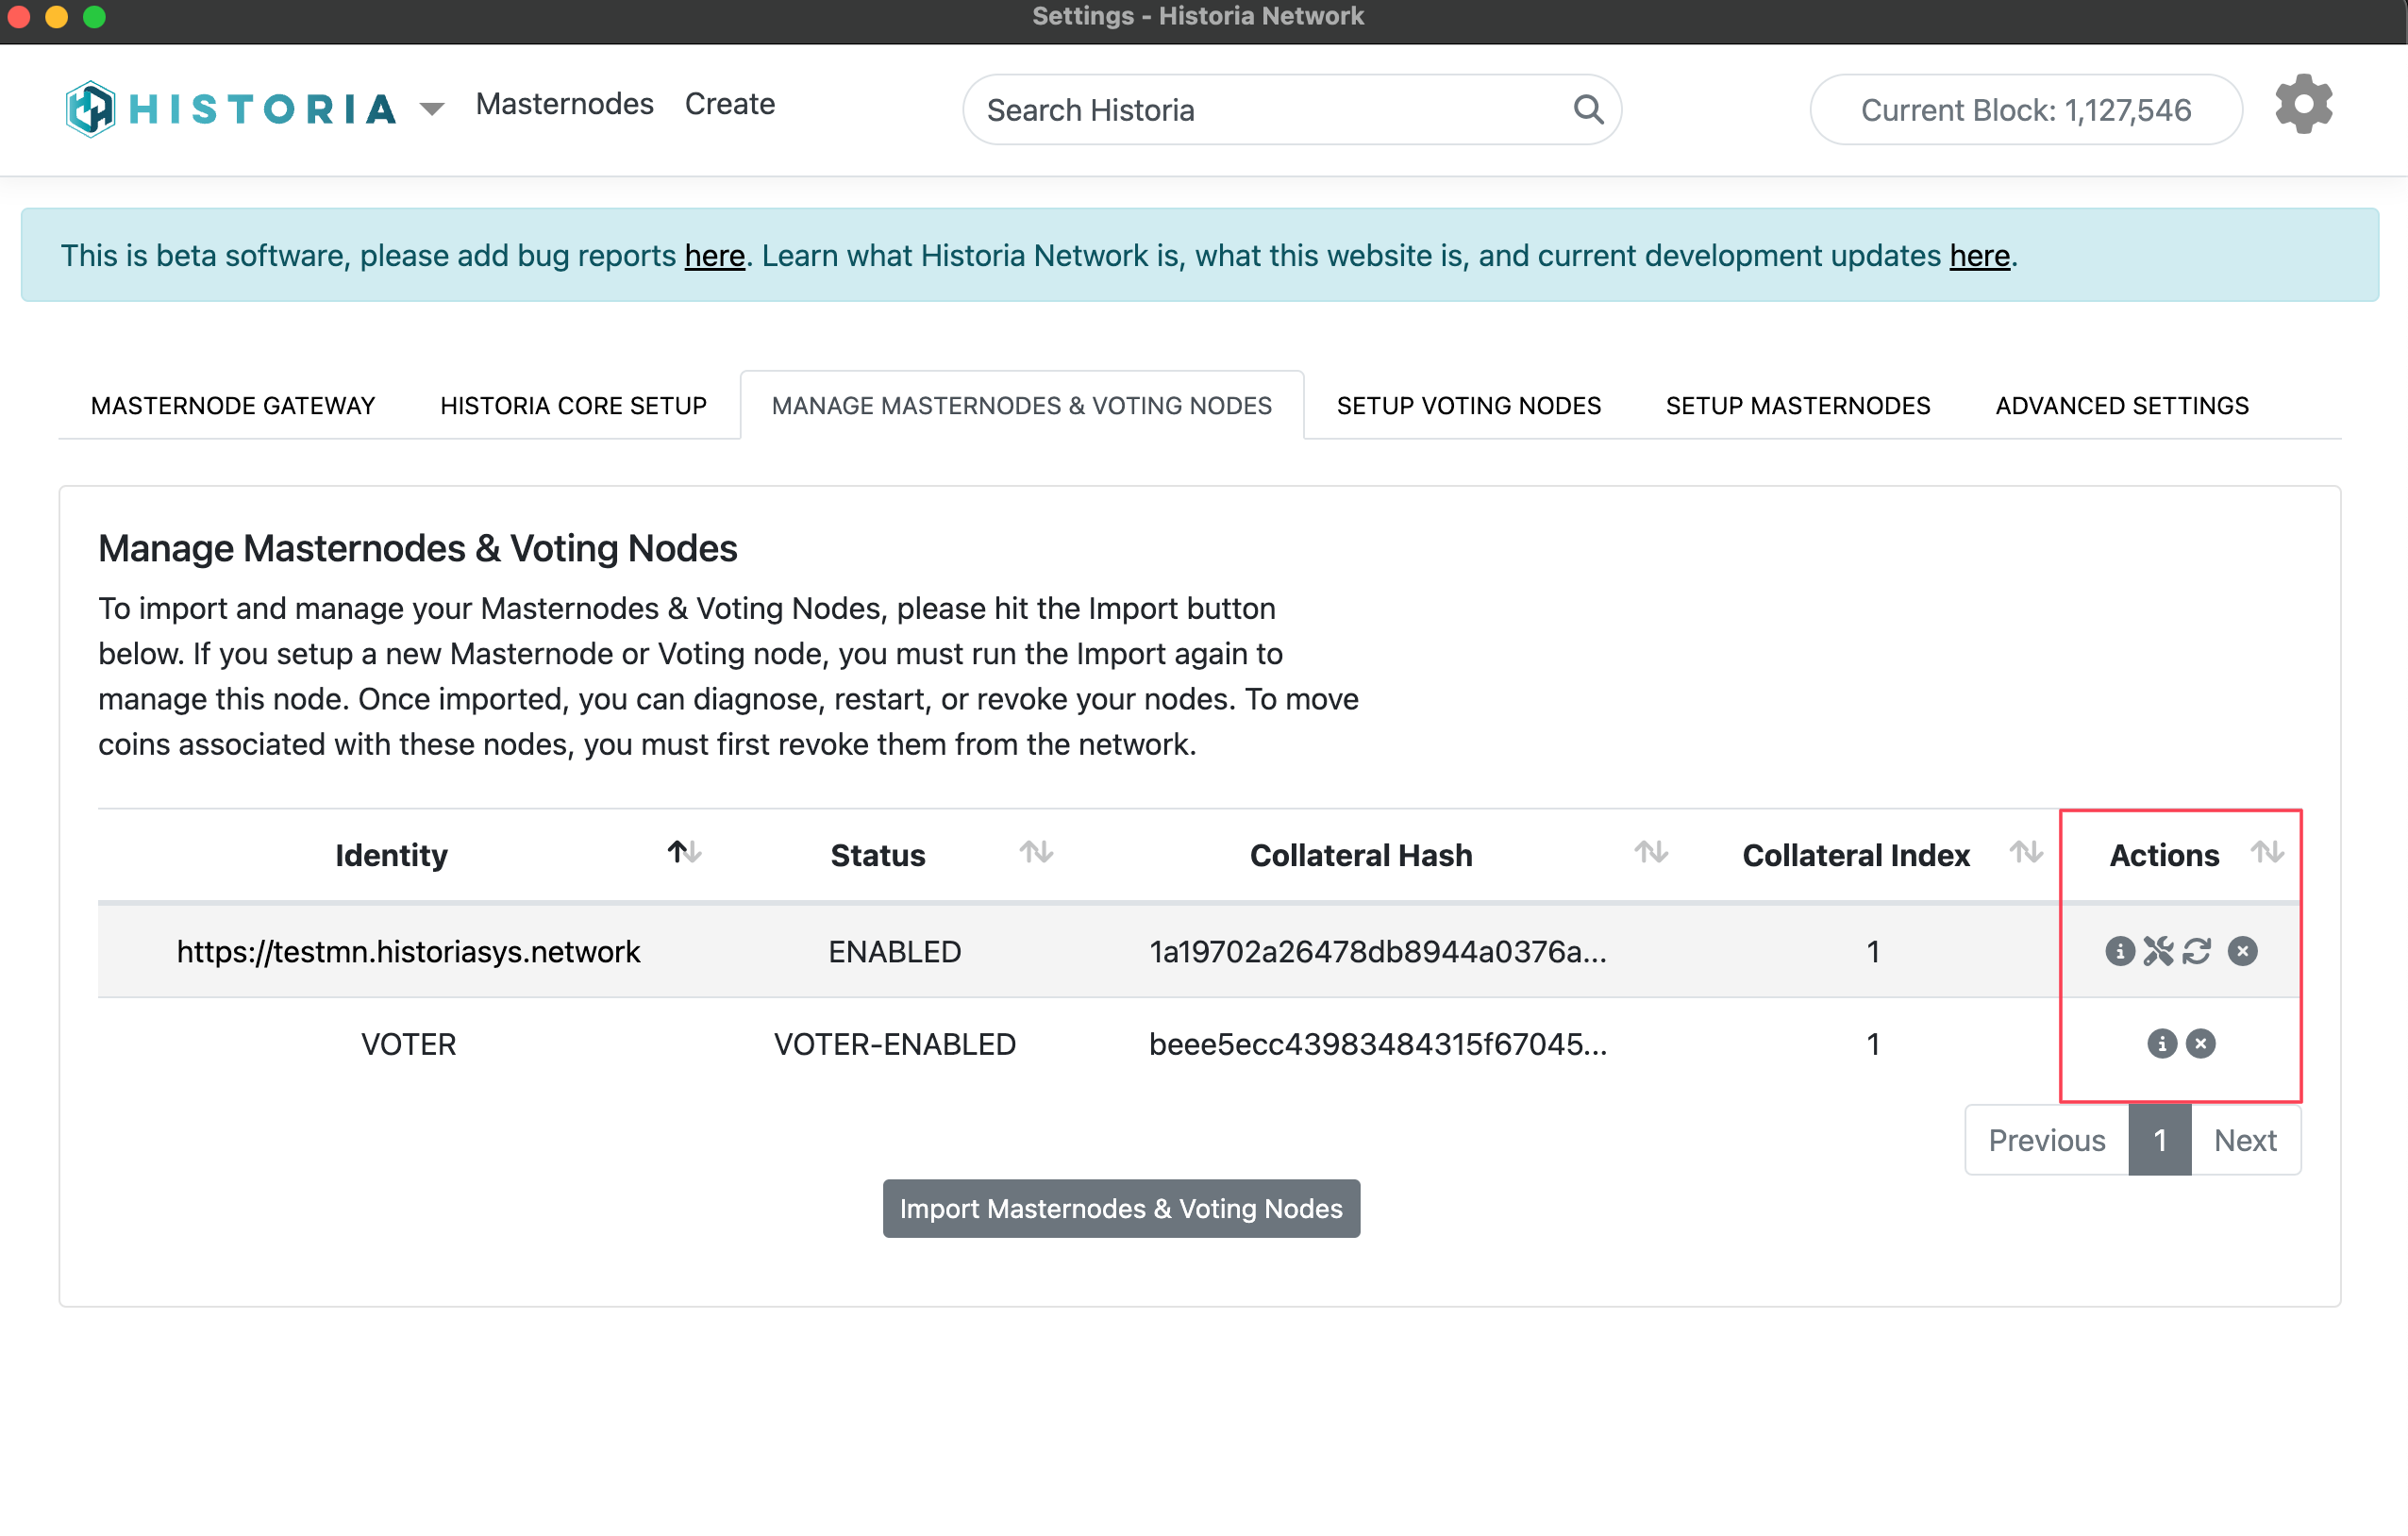 Settings - Historia Network
HISTORIA Masternodes Create Search Historia Current Block: 1,127,546
This is beta software, please add bug reports here. Learn what Historia Network is, what this website is, and current development updates here.
MASTERNODE GATEWAY HISTORIA CORE SETUP MANAGE MASTERNODES & VOTING NODES SETUP VOTING NODES SETUP MASTERNODES ADVANCED SETTINGS
Manage Masternodes & Voting Nodes
To import and manage your Masternodes & Voting Nodes, please hit the Import button
below. If you setup a new Masternode or Voting node, you must run the Import again to
manage this node. Once imported, you can diagnose, restart, or revoke your nodes. To move
coins associated with these nodes, you must first revoke them from the network.
Identity Status Collateral Hash Collateral Index Actions
https://testmn.historiasys.network ENABLED 1a19702a26478db8944a0376a... 1
VOTER VOTER-ENABLED beee5ecc43983484315f67045... 1
Previous 1 Next
Import Masternodes & Voting Nodes